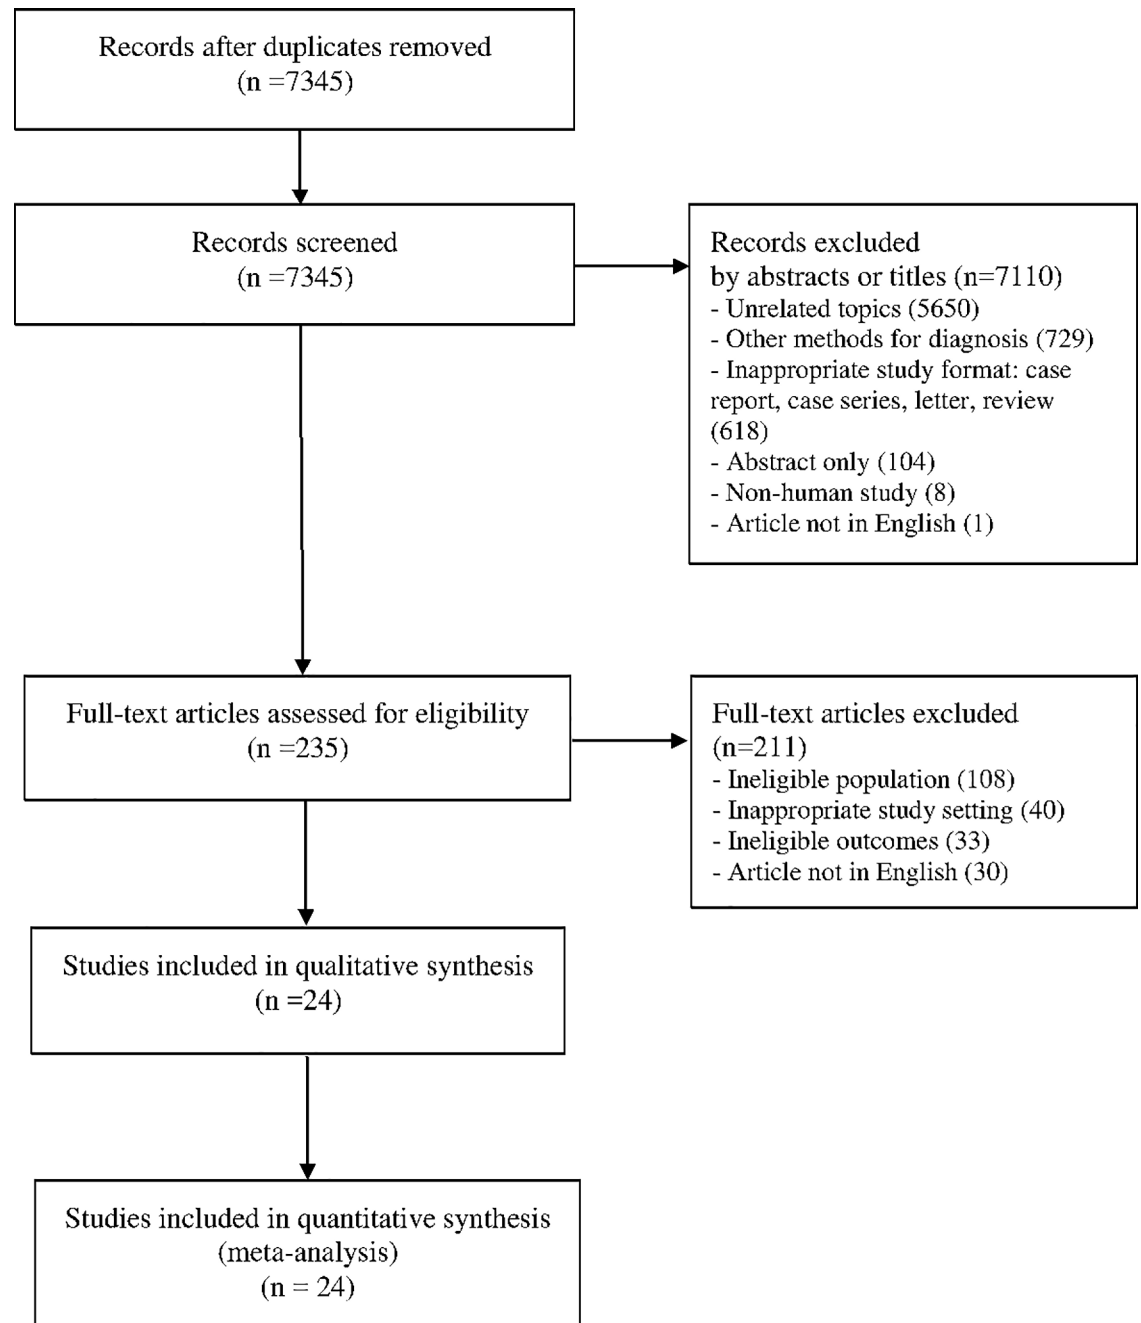 Records after duplicates removed
(n =7345)
Records screened
(n =7345)
Records excluded
by abstracts or titles (n=7110)
- Unrelated topics (5650)
- Other methods for diagnosis (729)
- Inappropriate study format: case
report, case series, letter, review
(618)
- Abstract only (104)
- Non-human study (8)
- Article not in English (1)
Full-text articles assessed for eligibility
(n =235)
Full-text articles excluded
(n=211)
- Ineligible population (108)
- Inappropriate study setting (40)
- Ineligible outcomes (33)
- Article not in English (30)
Studies included in qualitative synthesis
(n =24)
Studies included in quantitative synthesis
(meta-analysis)
(n = 24)